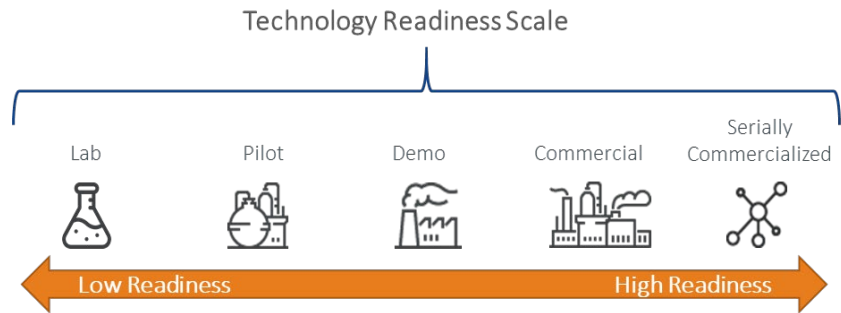 Technology Readiness Scale
Lab
Pilot
Demo
Commercial
Serially
Commercialized
Low Readiness
High Readiness